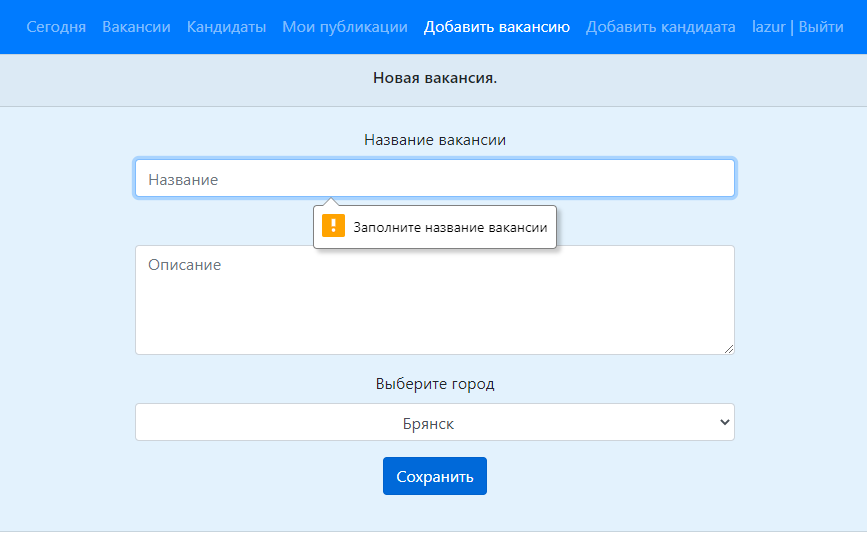 Сегодня Вакансии Кандидаты Мои публикации Добавить вакансию Добавить кандидата lazur | Выйти
Новая вакансия.
Название вакансии
Название
Заполните название вакансии
Описание
Выберите город
Брянск
Сохранить